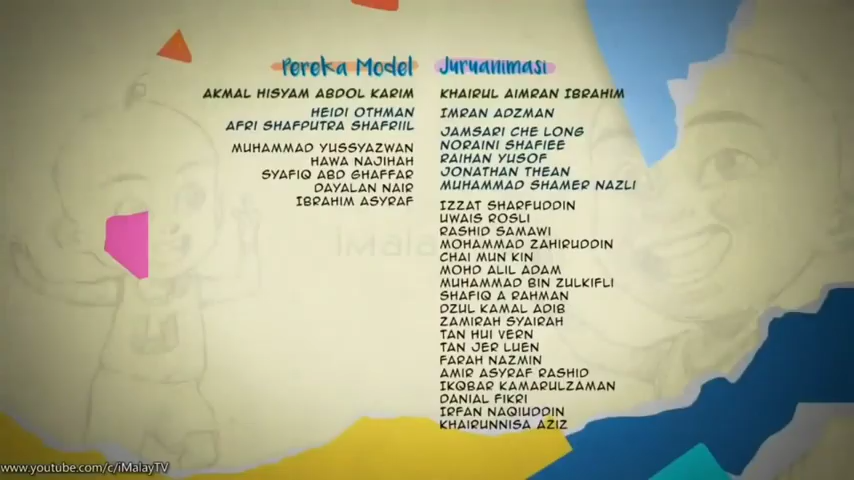 Pereka Model
AKMAL HISYAM ABDOL KARIM
HEIDI OTHMAN
AFRI SHAFPUTRA SHAFRIIL
MUHAMMAD YUSSYAZWAN
HAWA NAJIHAH
SYAFIQ ABD GHAFFAR
DAYALAN NAIR
IBRAHIM ASYRAF
Juruanimasi
KHAIRUL AIMRAN IBRAHIM
IMRAN ADZMAN
JAMSARI CHE LONG
NORAINI SHAFIEE
RAIHAN YUSOF
JONATHAN THEAN
MUHAMMAD SHAMER NAZLI
IZZAT SHARFUDDIN
UWAIS ROSLI
RASHID SAMAWI
MOHAMMAD ZAHIRUDDIN
CHAI MUN KIN
MOHD ALIL ADAM
MUHAMMAD BIN ZULKIFLI
SHAFIQ A RAHMAN
DZUL KAMAL ADIB
ZAMIRAH SYAIRAH
TAN HUI VERN
TAN JER LUEN
FARAH NAZMIN
AMIR ASYRAF RASHID
IKQBAR KAMARULZAMAN
DANIAL FIKRI
IRFAN NAQIUDDIN
KHAIRUNNISA AZIZ
iMalay
www.youtube.com/c/iMalayTV